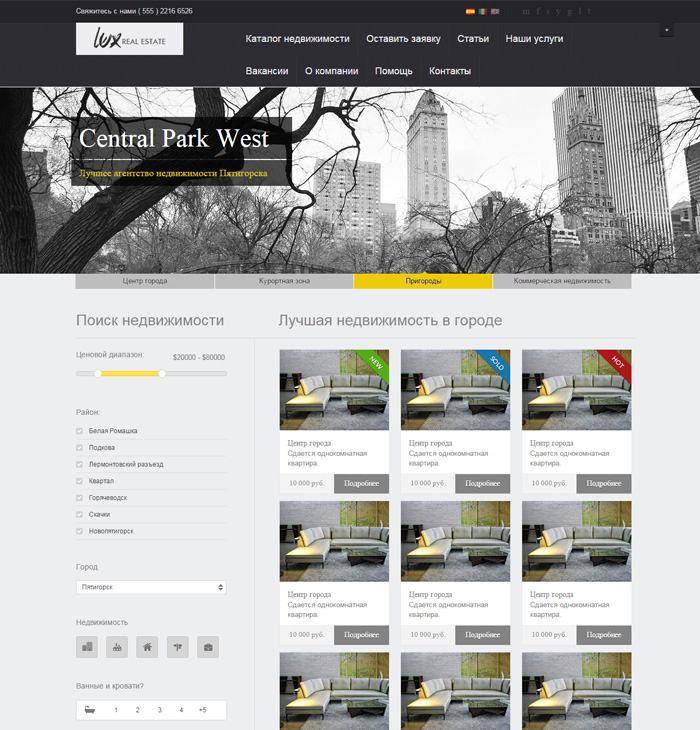 Свяжитесь с нами ( 555 ) 2216 6526
m f s y g l t
+
lux REAL ESTATE
Каталог недвижимости Оставить заявку Статьи Наши услуги
Вакансии О компании Помощь Контакты
Central Park West
Лучшее агентство недвижимости Пятигорска
Центр города Курортная зона Пригороды Коммерческая недвижимость
Поиск недвижимости
Ценовой диапазон: $20000 - $80000
Район:
Белая Ромашка
Подкова
Лермонтовский разъезд
Квартал
Горячеводск
Скачки
Новопятигорск
Город
Пятигорск
Недвижимость
Ванные и кровати?
1 2 3 4 +5
Лучшая недвижимость в городе
NEW SOLD HOT
Центр города Центр города Центр города
Сдается однокомнатная Сдается однокомнатная Сдается однокомнатная
квартира. квартира. квартира.
10 000 руб. Подробнее 10 000 руб. Подробнее 10 000 руб. Подробнее
Центр города Центр города Центр города
Сдается однокомнатная Сдается однокомнатная Сдается однокомнатная
квартира. квартира. квартира.
10 000 руб. Подробнее 10 000 руб. Подробнее 10 000 руб. Подробнее